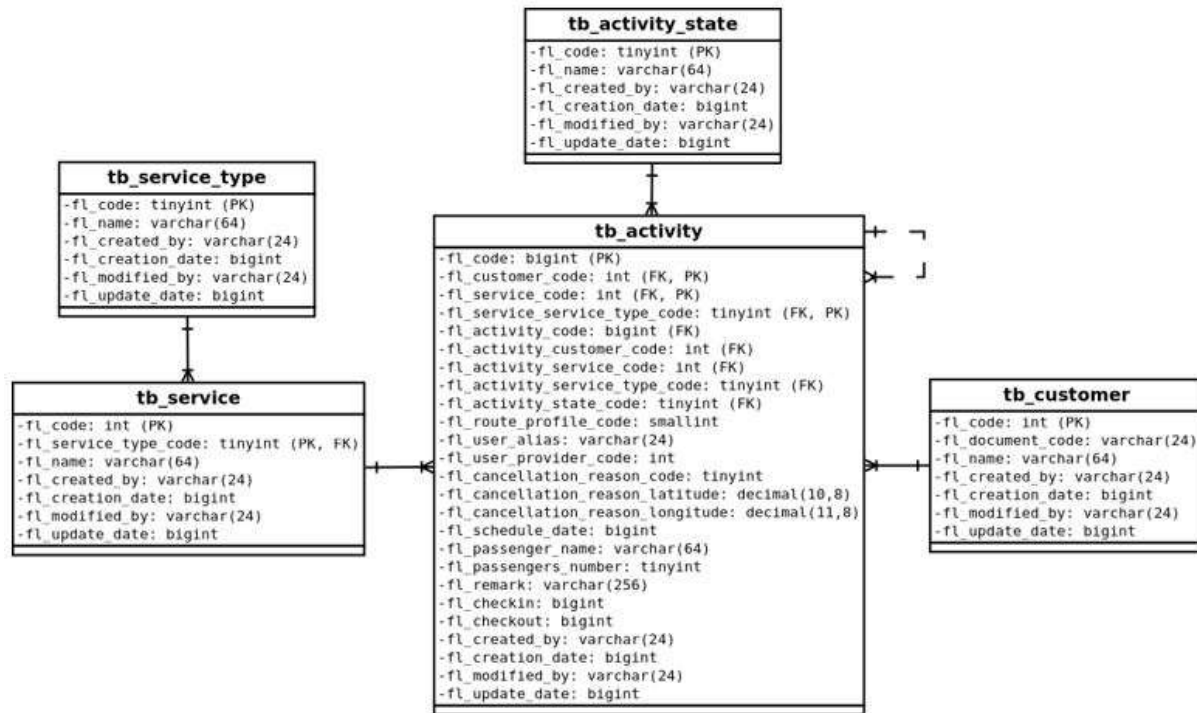 tb_activity_state
-fl_code: tinyint (PK)
-fl_name: varchar(64)
-fl_created_by: varchar(24)
-fl_creation_date: bigint
-fl_modified_by: varchar(24)
-fl_update_date: bigint
tb_service_type
-fl_code: tinyint (PK)
-fl_name: varchar(64)
-fl_created_by: varchar(24)
-fl_creation_date: bigint
-fl_modified_by: varchar(24)
-fl_update_date: bigint
tb_activity
-fl_code: bigint (PK)
-fl_customer_code: int (FK, PK)
-fl_service_code: int (FK, PK)
-fl_service_service_type_code: tinyint (FK, PK)
-fl_activity_code: bigint (FK)
-fl_activity_customer_code: int (FK)
-fl_activity_service_code: int (FK)
-fl_activity_service_type_code: tinyint (FK)
-fl_activity_state_code: tinyint (FK)
-fl_route_profile_code: smallint
-fl_user_alias: varchar(24)
-fl_user_provider_code: int
-fl_cancellation_reason_code: tinyint
-fl_cancellation_reason_latitude: decimal(10,8)
-fl_cancellation_reason_longitude: decimal(11,8)
-fl_schedule_date: bigint
-fl_passenger_name: varchar(64)
-fl_passengers_number: tinyint
-fl_remark: varchar(256)
-fl_checkin: bigint
-fl_checkout: bigint
-fl_created_by: varchar(24)
-fl_creation_date: bigint
-fl_modified_by: varchar(24)
-fl_update_date: bigint
tb_service
-fl_code: int (PK)
-fl_service_type_code: tinyint (PK, FK)
-fl_name: varchar(64)
-fl_created_by: varchar(24)
-fl_creation_date: bigint
-fl_modified_by: varchar(24)
-fl_update_date: bigint
tb_customer
-fl_code: int (PK)
-fl_document_code: varchar(24)
-fl_name: varchar(64)
-fl_created_by: varchar(24)
-fl_creation_date: bigint
-fl_modified_by: varchar(24)
-fl_update_date: bigint